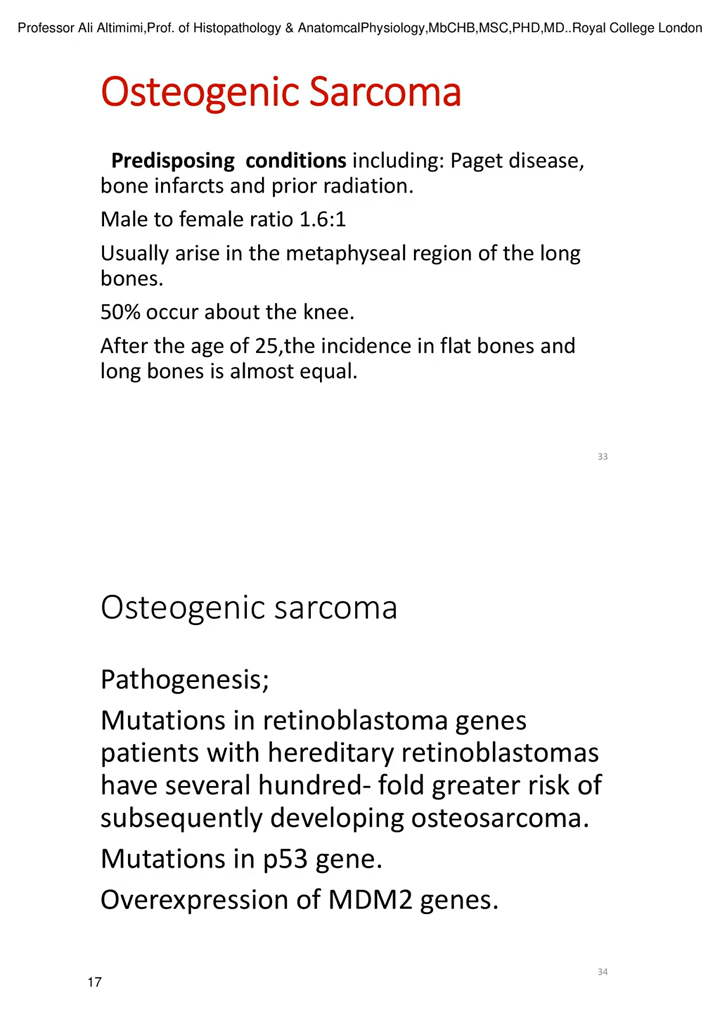 Professor Ali Altimimi,Prof. of Histopathology & AnatomcalPhysiology,MbCHB,MSC,PHD,MD..Royal College London
Osteogenic Sarcoma
Predisposing conditions including: Paget disease,
bone infarcts and prior radiation.
Male to female ratio 1.6:1
Usually arise in the metaphyseal region of the long
bones.
50% occur about the knee.
After the age of 25,the incidence in flat bones and
long bones is almost equal.
33
Osteogenic sarcoma
Pathogenesis;
Mutations in retinoblastoma genes
patients with hereditary retinoblastomas
have several hundred- fold greater risk of
subsequently developing osteosarcoma.
Mutations in p53 gene.
Overexpression of MDM2 genes.
34
17